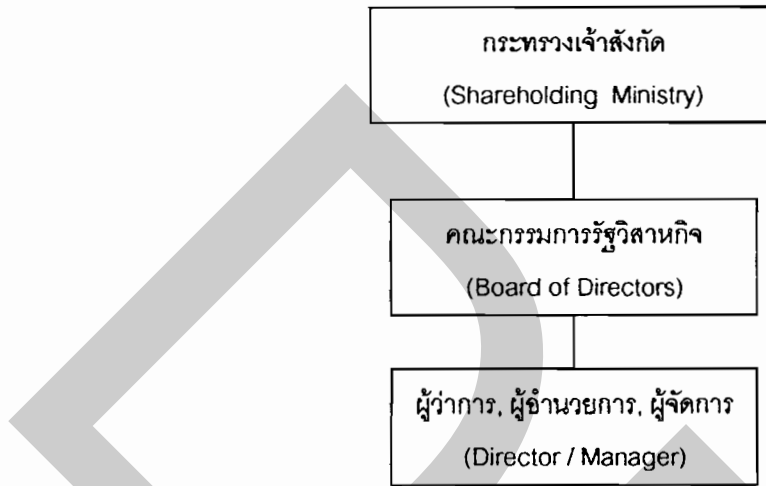 กระทรวงเจ้าสังกัด
(Shareholding Ministry)
คณะกรรมการรัฐวิสาหกิจ
(Board of Directors)
ผู้ว่าการ, ผู้อำนวยการ, ผู้จัดการ
(Director / Manager)